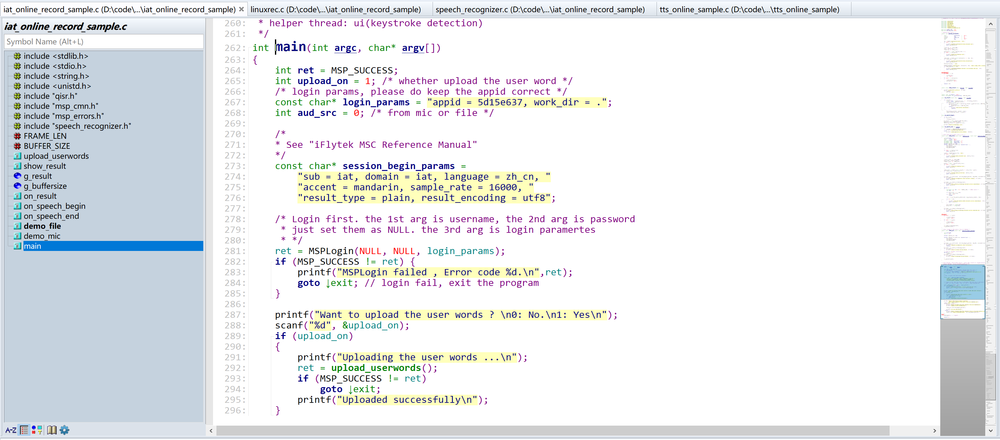 iat_online_record_sample.c (D:\code\...\iat_online_record_sample)
linuxrec.c (D:\code\...\iat_online_record_sample)
speech_recognizer.c (D:\code\...\iat_online_record_sample)
tts_online_sample.c (D:\code\...\tts_online_sample)
iat_online_record_sample.c
Symbol Name (Alt+L)
include <stdlib.h>
include <stdio.h>
include <string.h>
include <unistd.h>
include "qisr.h"
include "msp_cmn.h"
include "msp_errors.h"
include "speech_recognizer.h"
FRAME_LEN
BUFFER_SIZE
upload_userwords
show_result
g_result
g_buffersize
on_result
on_speech_begin
on_speech_end
demo_file
demo_mic
main
A-Z
260: * helper thread: ui(keystroke detection)
261: */
262: int main(int argc, char* argv[])
263: {
264: int ret = MSP_SUCCESS;
265: int upload_on = 1; /* whether upload the user word */
266: /* login params, please do keep the appid correct */
267: const char* login_params = "appid = 5d15e637, work_dir = .";
268: int aud_src = 0; /* from mic or file */
269:
270: /*
271: * See "iFlytek MSC Reference Manual"
272: */
273: const char* session_begin_params =
274: "sub = iat, domain = iat, language = zh_cn, "
275: "accent = mandarin, sample_rate = 16000, "
276: "result_type = plain, result_encoding = utf8";
277:
278: /* Login first. the 1st arg is username, the 2nd arg is password
279: * just set them as NULL. the 3rd arg is login paramertes
280: * */
281: ret = MSPLogin(NULL, NULL, login_params);
282: if (MSP_SUCCESS != ret) {
283: printf("MSPLogin failed , Error code %d.\n",ret);
284: goto ↓exit; // login fail, exit the program
285: }
286:
287: printf("Want to upload the user words ? \n0: No.\n1: Yes\n");
288: scanf("%d", &upload_on);
289: if (upload_on)
290: {
291: printf("Uploading the user words ...\n");
292: ret = upload_userwords();
293: if (MSP_SUCCESS != ret)
294: goto ↓exit;
295: printf("Uploaded successfully\n");
296: }